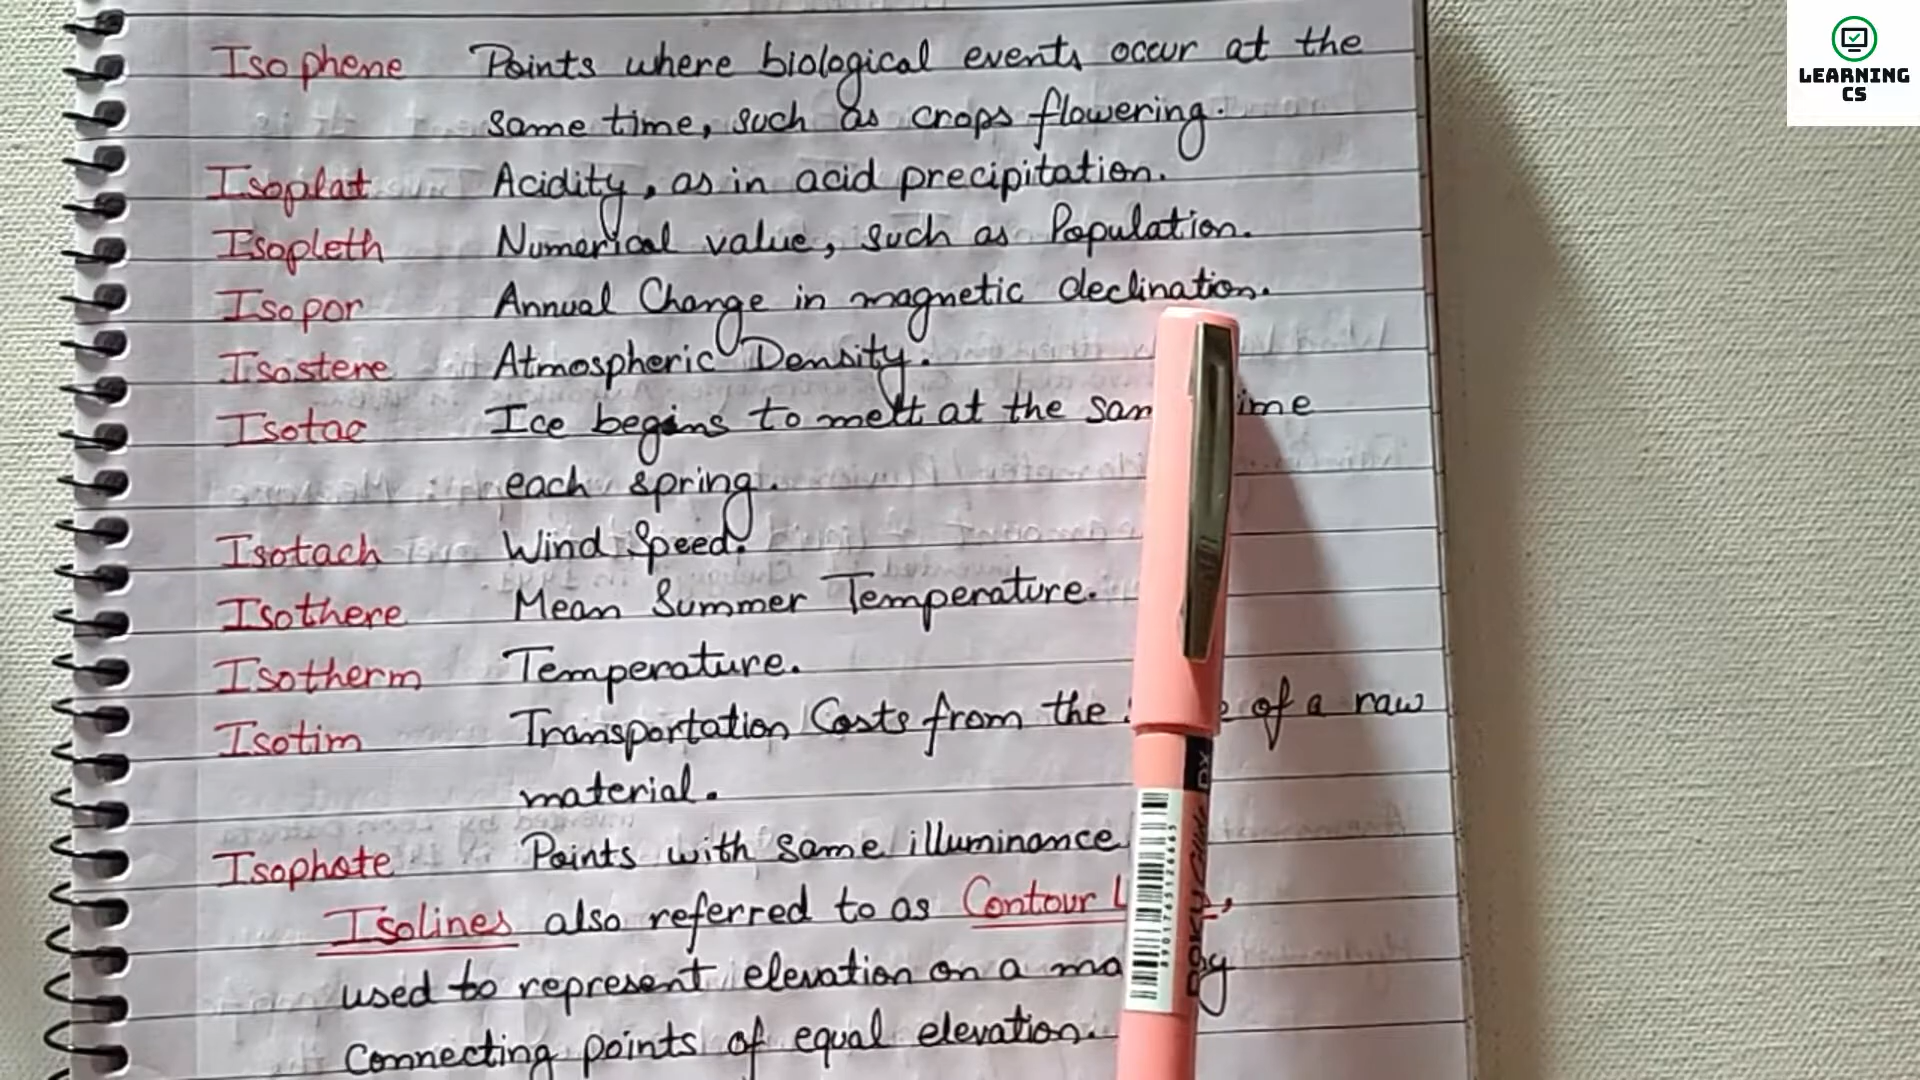 LEARNING
CS
Isophene Points where biological events occur at the
same time, such as crops flowering.
Isoplat Acidity, as in acid precipitation.
Isopleth Numerical value, such as Population.
Isopor Annual Change in magnetic declination.
Isostere Atmospheric Density.
Isotac Ice begins to melt at the
each spring.
Isotach Wind Speed.
Isothere Mean Summer Temperature.
Isotherm Temperature.
Isotim Transportation Costs from the of a raw
material.
Isophote Points with same illuminance
Isolines also referred to as Contour
used to represent elevation on a
connecting points of equal elevation.